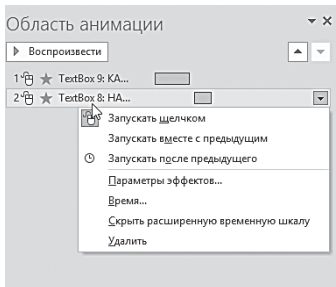 Область анимации
Воспроизвести
1 TextBox 9: КА...
2 TextBox 8: НА...
Запускать щелчком
Запускать вместе с предыдущим
Запускать после предыдущего
Параметры эффектов...
Время...
Скрыть расширенную временную шкалу
Удалить